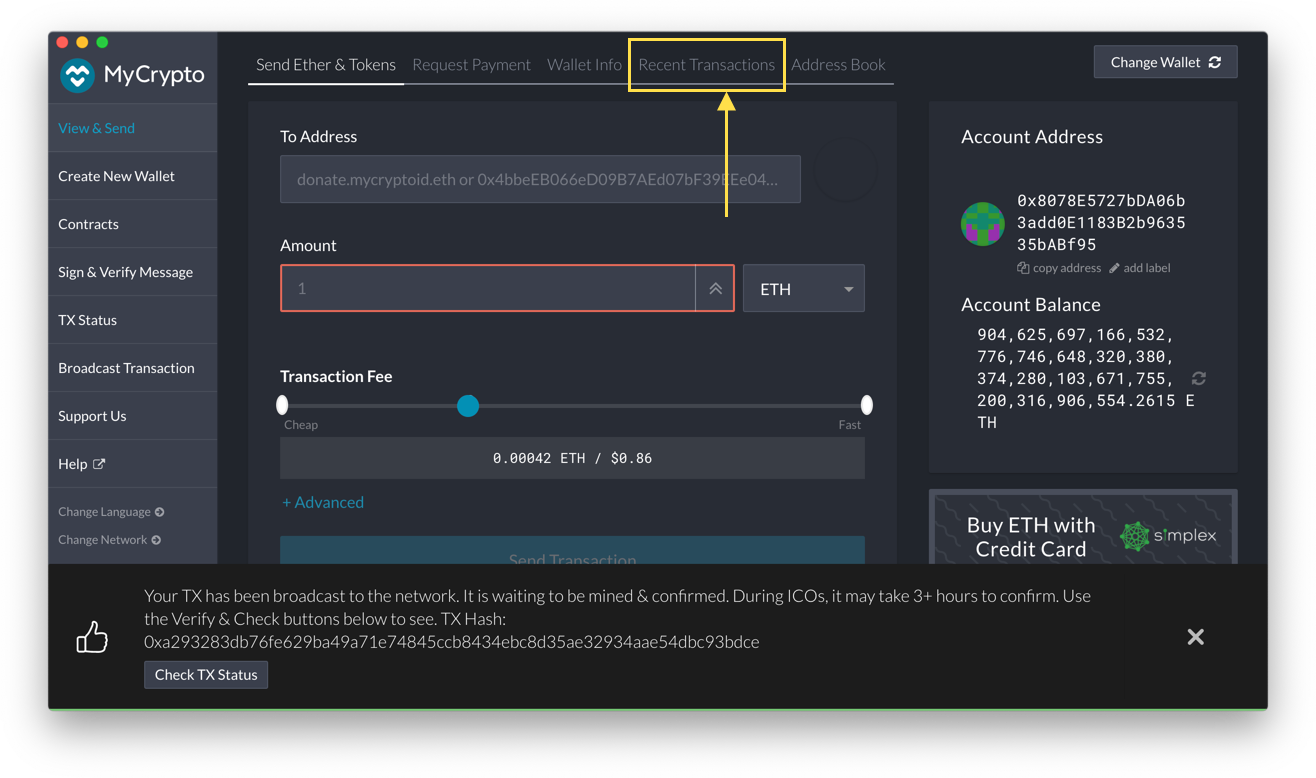 MyCrypto
View & Send
Create New Wallet
Contracts
Sign & Verify Message
TX Status
Broadcast Transaction
Support Us
Help
Change Language
Change Network
Send Ether & Tokens
Request Payment
Wallet Info
Recent Transactions
Address Book
Change Wallet
To Address
donate.mycryptoid.eth or 0x4bbeEB066eD09B7AEd07bF39EEe04...
Amount
1
ETH
Transaction Fee
Cheap
Fast
0.00042 ETH / $0.86
+ Advanced
Send Transaction
Account Address
0x8078E5727bDA06b
3add0E1183B2b9635
35bABf95
copy address
add label
Account Balance
904,625,697,166,532,
776,746,648,320,380,
374,280,103,671,755,
200,316,906,554.2615 E
TH
Buy ETH with
Credit Card
simplex
Your TX has been broadcast to the network. It is waiting to be mined & confirmed. During ICOs, it may take 3+ hours to confirm. Use
the Verify & Check buttons below to see. TX Hash:
0xa293283db76fe629ba49a71e74845ccb8434ebc8d35ae32934aae54dbc93bdce
Check TX Status